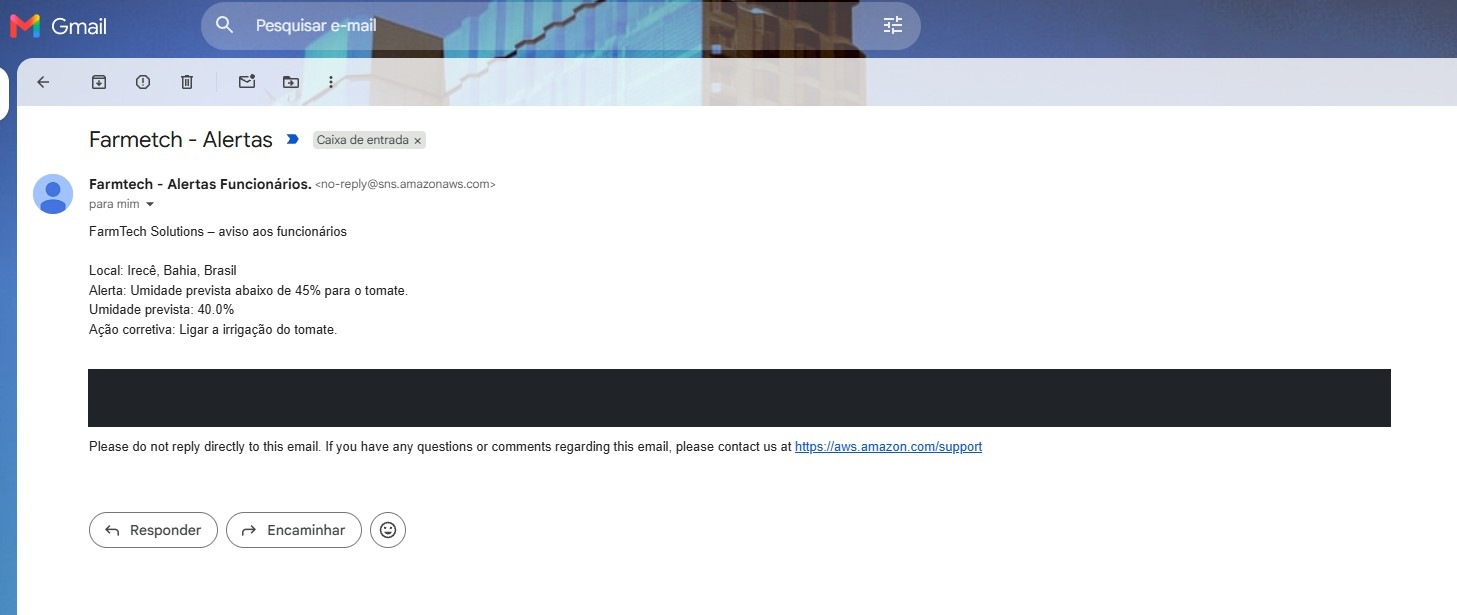 Gmail
Pesquisar e-mail
Farmetch - Alertas
Caixa de entrada ×
Farmtech - Alertas Funcionários. <no-reply@sns.amazonaws.com>
para mim
FarmTech Solutions – aviso aos funcionários
Local: Irecê, Bahia, Brasil
Alerta: Umidade prevista abaixo de 45% para o tomate.
Umidade prevista: 40.0%
Ação corretiva: Ligar a irrigação do tomate.
Please do not reply directly to this email. If you have any questions or comments regarding this email, please contact us at https://aws.amazon.com/support
Responder
Encaminhar